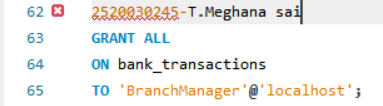 62 2520030245-T.Meghana sai
63 GRANT ALL
64 ON bank_transactions
65 TO 'BranchManager'@'localhost';